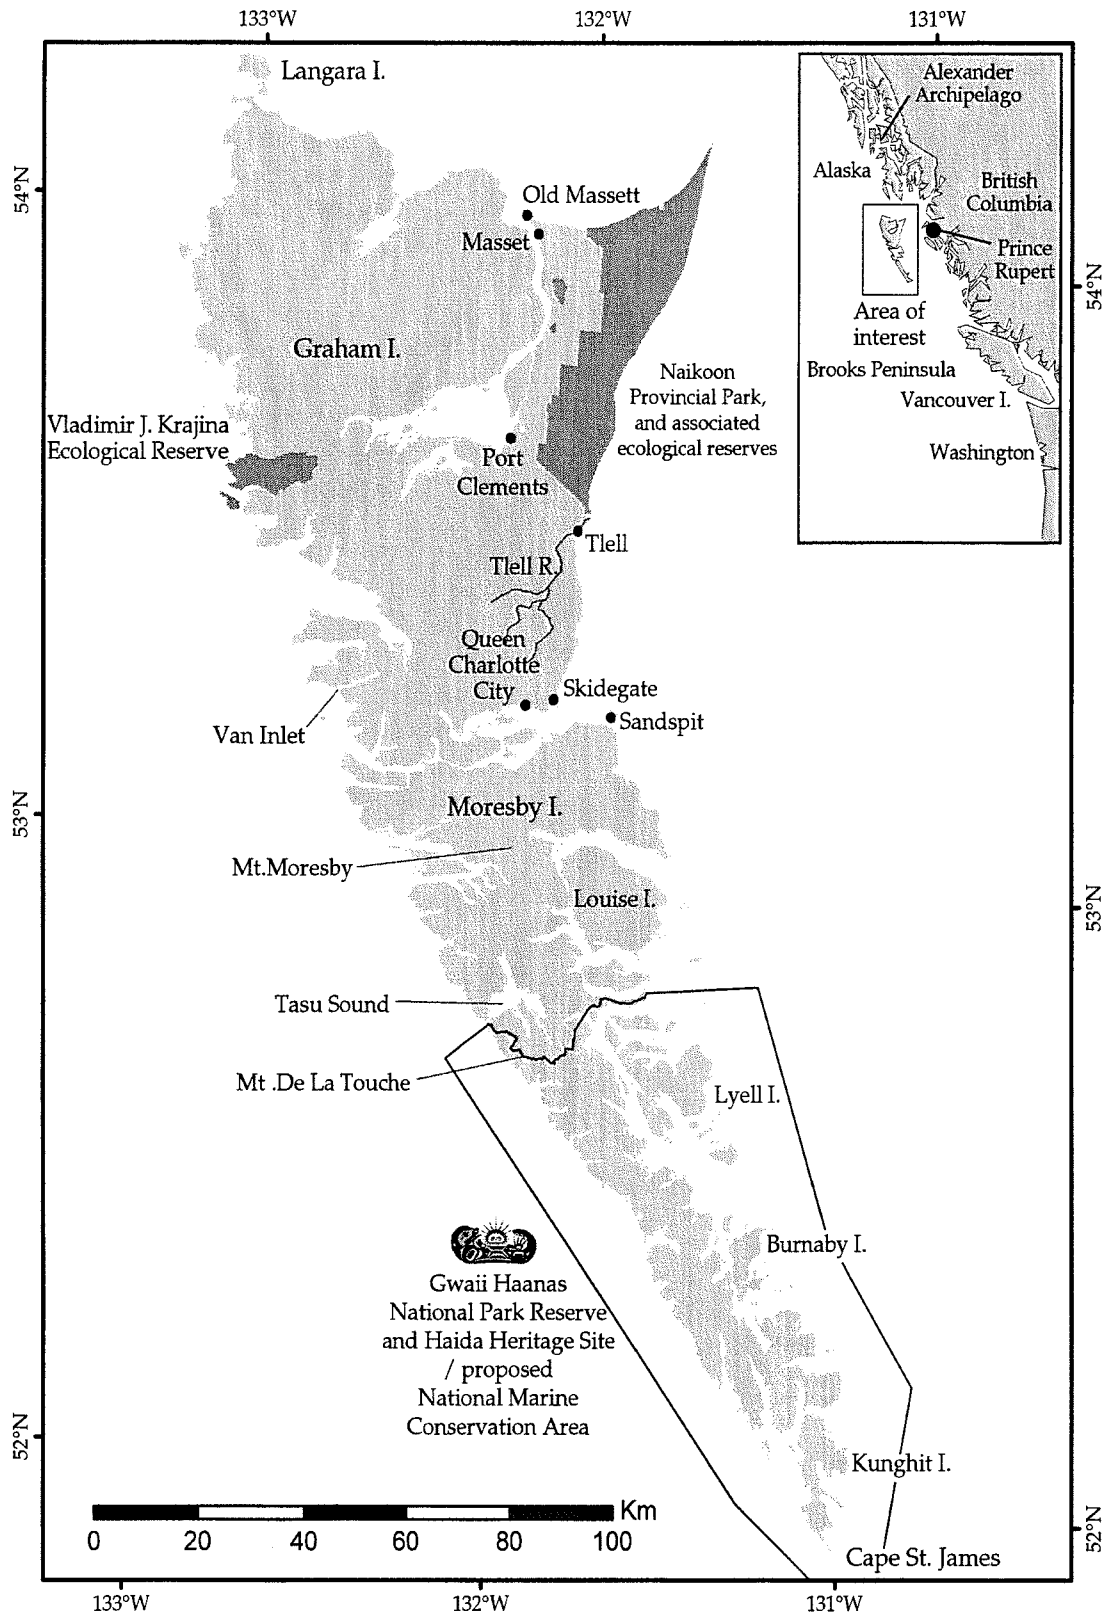 133°W
132°W
131°W
Langara I.
Alexander
Archipelago
Alaska
British
Columbia
54°N
Old Massett
Masset
Prince
Rupert
54°N
Area of
interest
Graham I.
Brooks Peninsula
Naikoon
Provincial Park,
and associated
ecological reserves
Vancouver I.
Vladimir J. Krajina
Ecological Reserve
Washington
Port
Clements
Tlell
Tlell R.
Queen
Charlotte
City
Skidegate
Sandspit
Van Inlet
53°N
Moresby I.
Mt.Moresby
Louise I.
53°N
Tasu Sound
Mt .De La Touche
Lyell I.
Burnaby I.
Gwaii Haanas
National Park Reserve
and Haida Heritage Site
/ proposed
National Marine
Conservation Area
52°N
Kunghit I.
Km
0 20 40 60 80 100
52°N
Cape St. James
133°W
132°W
131°W